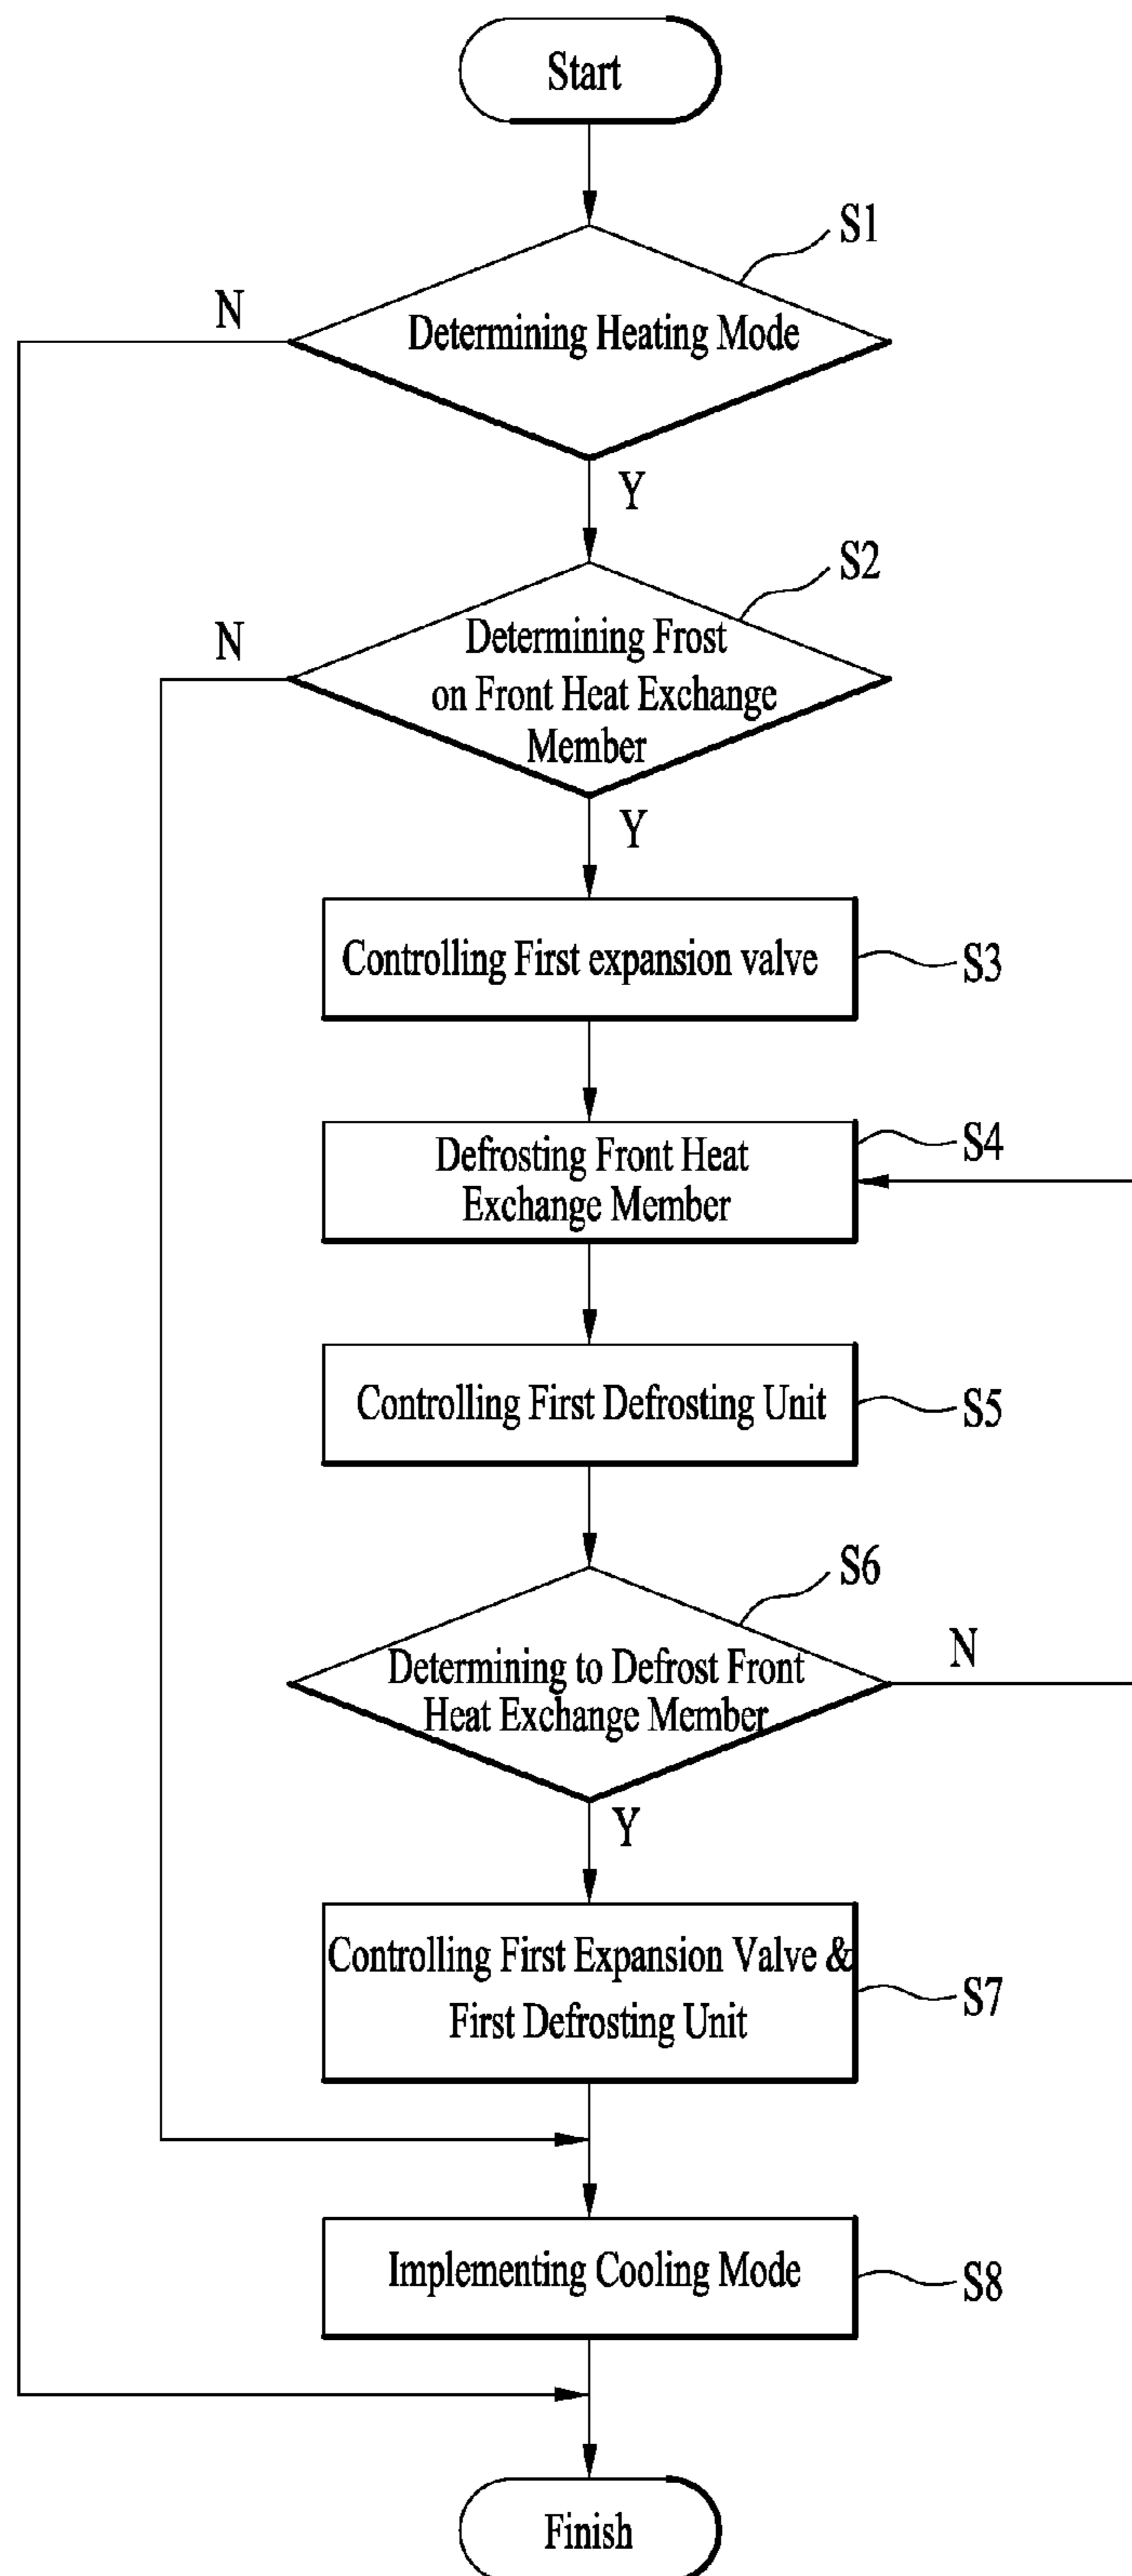 Start
S1
N
Determining Heating Mode
Y
S2
N
Determining Frost
on Front Heat Exchange
Member
Y
Controlling First expansion valve
S3
Defrosting Front Heat
Exchange Member
S4
Controlling First Defrosting Unit
S5
S6
Determining to Defrost Front
Heat Exchange Member
N
Y
Controlling First Expansion Valve &
First Defrosting Unit
S7
Implementing Cooling Mode
S8
Finish